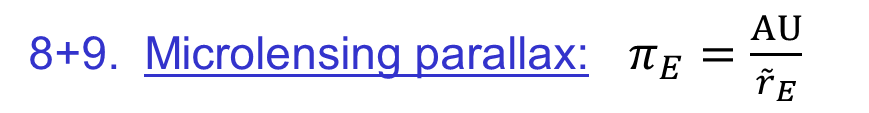 8+9. Microlensing parallax: π_E = AU / r̃_E